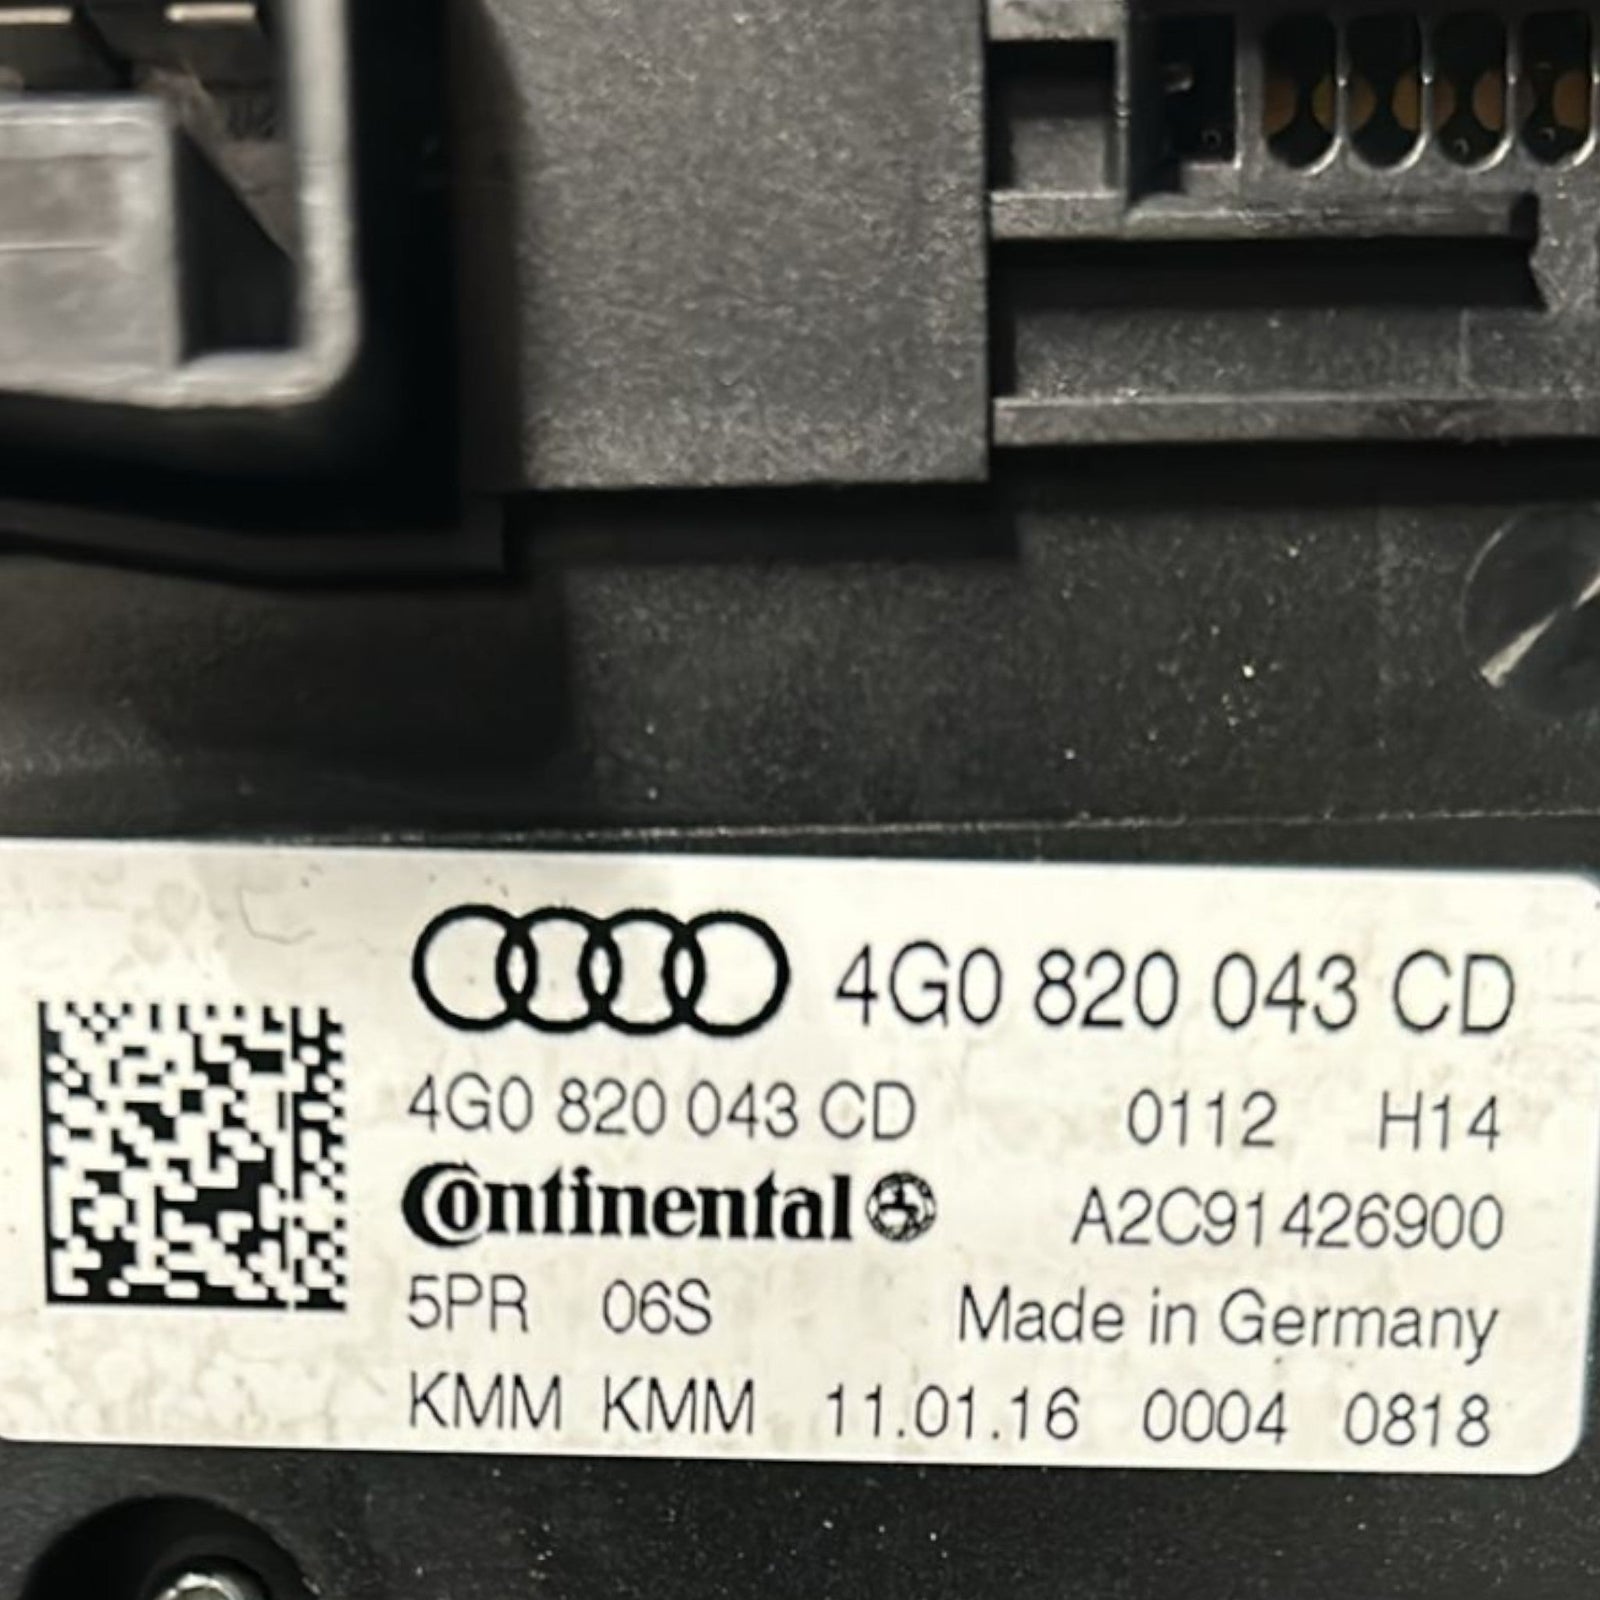 4G0 820 043 CD
4G0 820 043 CD 0112 H14
Continental A2C91426900
5PR 06S Made in Germany
KMM KMM 11.01.16 0004 0818